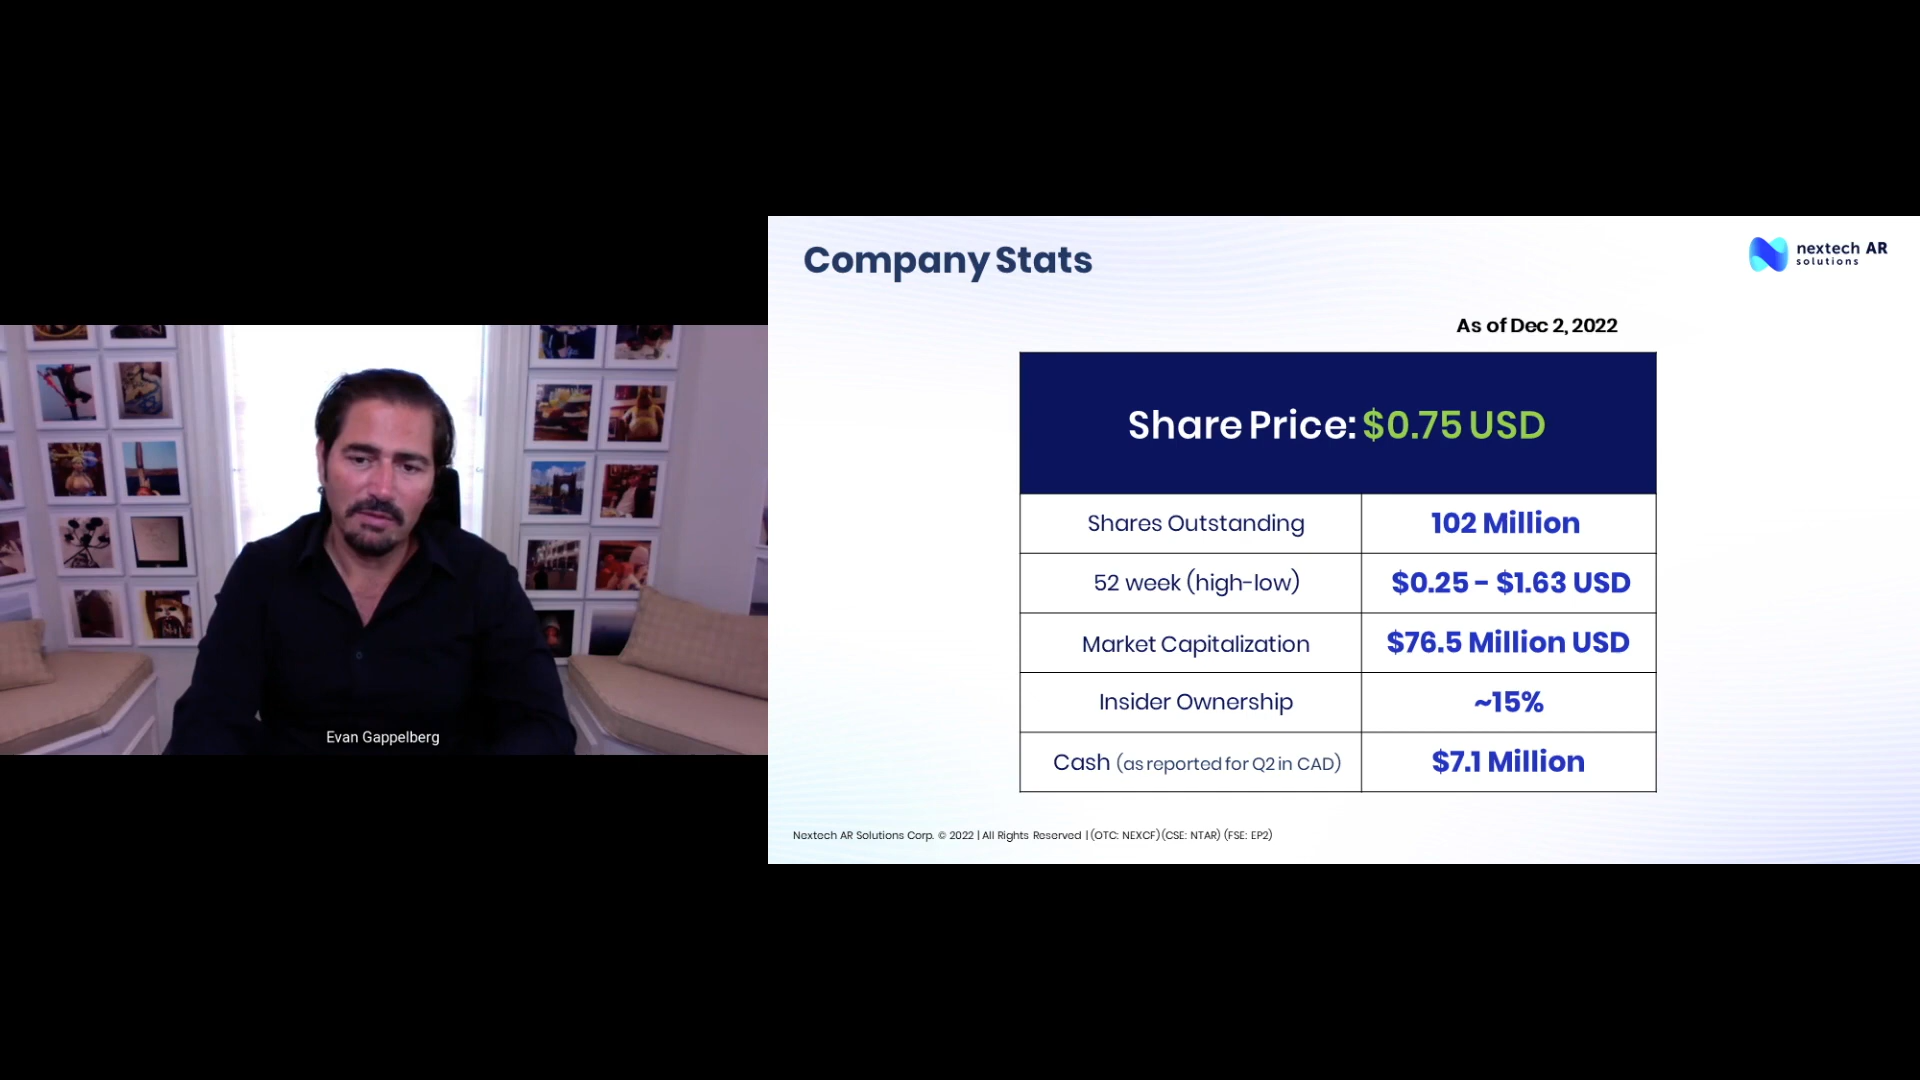 Company Stats
nextech AR
solutions
As of Dec 2, 2022
Share Price: $0.75 USD
Shares Outstanding
102 Million
52 week (high-low)
$0.25 - $1.63 USD
Market Capitalization
$76.5 Million USD
Insider Ownership
~15%
Cash (as reported for Q2 in CAD)
$7.1 Million
Nextech AR Solutions Corp. © 2022 | All Rights Reserved | (OTC: NEXCF)(CSE: NTAR) (FSE: EP2)
Evan Gappelberg